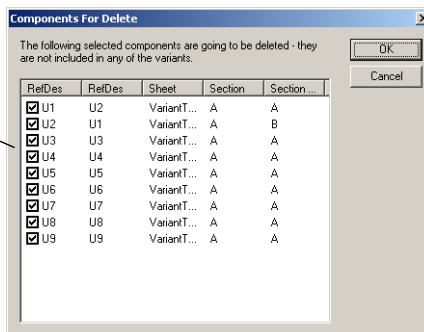 Components For Delete
The following selected components are going to be deleted - they
are not included in any of the variants.
OK
Cancel
RefDes RefDes Sheet Section Section ...
U1 U2 VariantT... A A
U2 U1 VariantT... A B
U3 U3 VariantT... A A
U4 U4 VariantT... A A
U5 U5 VariantT... A A
U6 U6 VariantT... A A
U7 U7 VariantT... A A
U8 U8 VariantT... A A
U9 U9 VariantT... A A